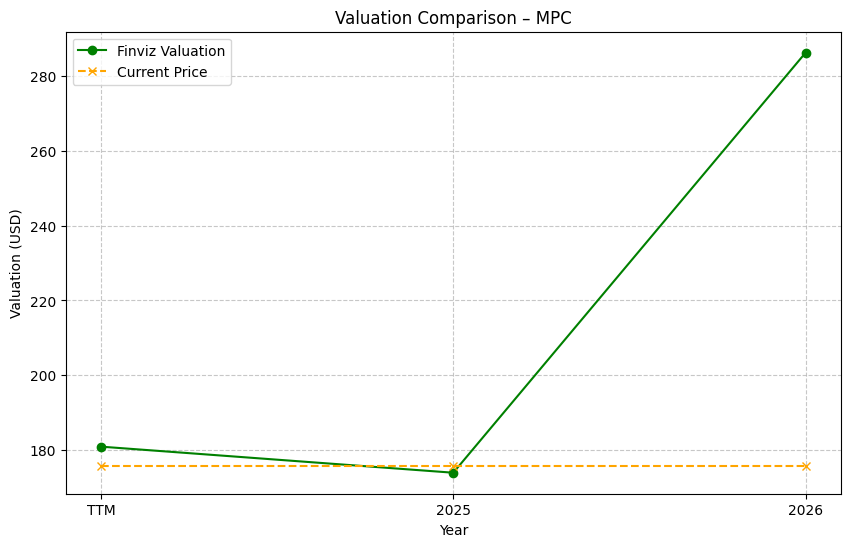 Valuation Comparison – MPC
Finviz Valuation
Current Price
Valuation (USD)
280
260
240
220
200
180
TTM
2025
2026
Year